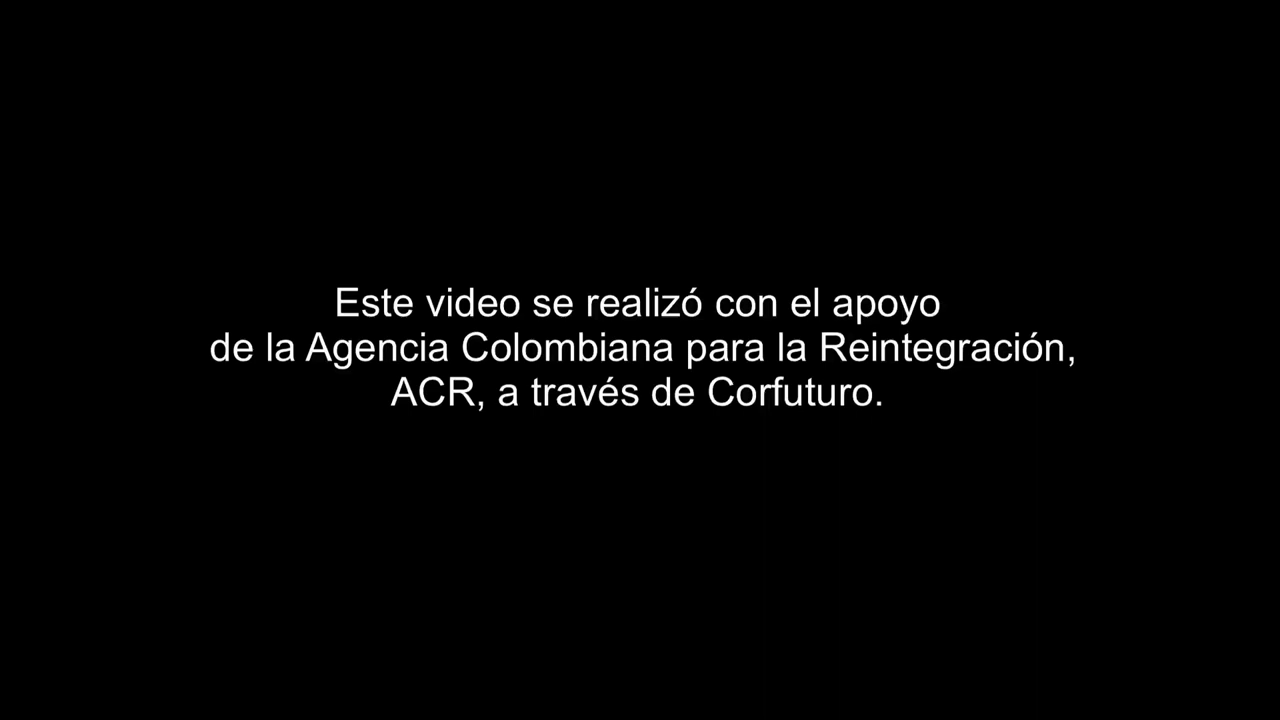 Este video se realizó con el apoyo
de la Agencia Colombiana para la Reintegración,
ACR, a través de Corfuturo.